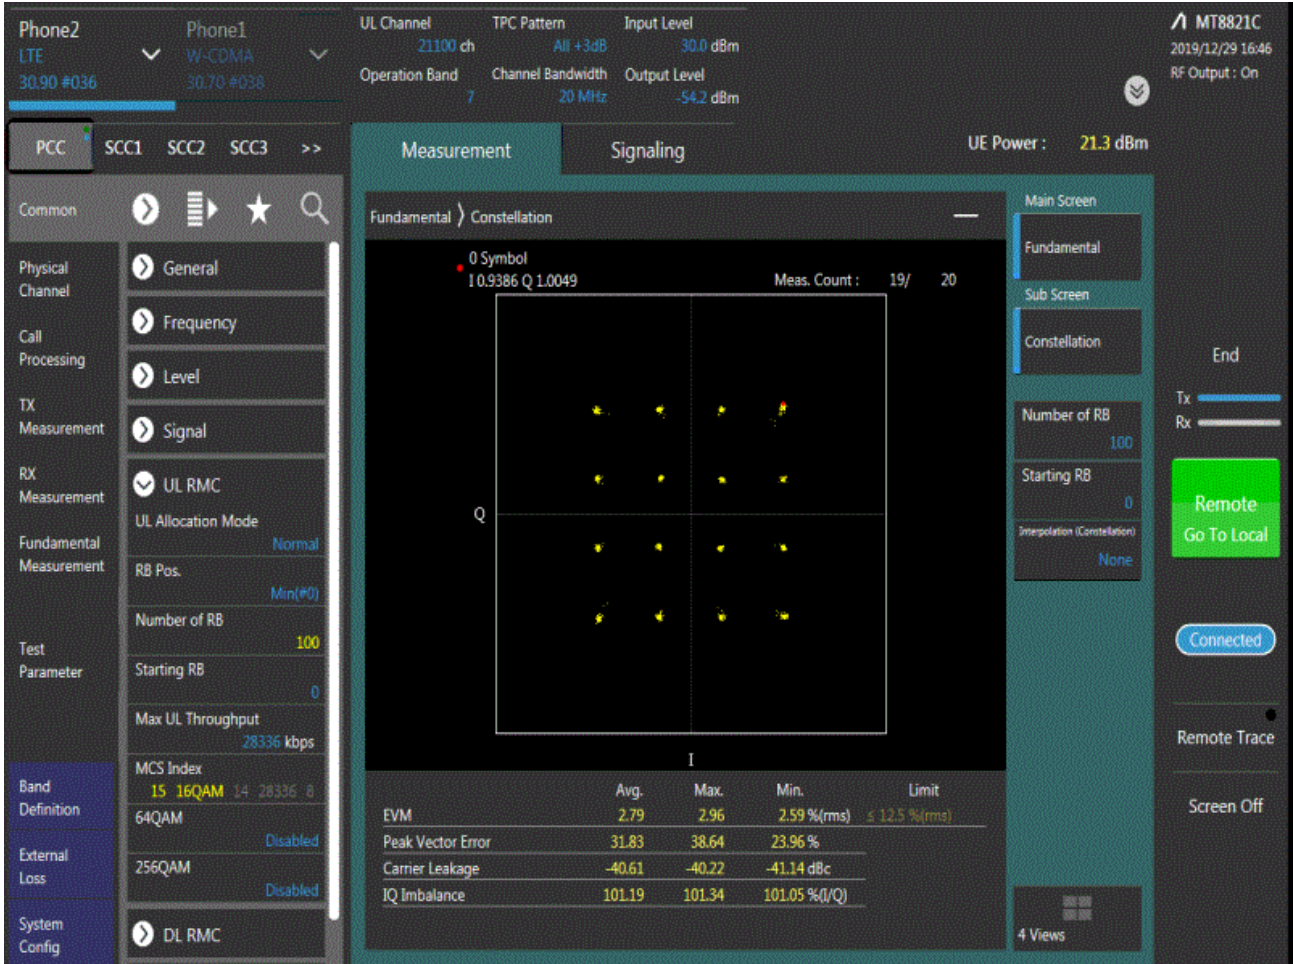 Phone2
LTE
30.90 #036
Phone1
W-CDMA
30.70 #038
UL Channel
21100 ch
TPC Pattern
All +3dB
Input Level
30.0 dBm
Operation Band
7
Channel Bandwidth
20 MHz
Output Level
-54.2 dBm
MT8821C
2019/12/29 16:46
RF Output : On
PCC SCC1 SCC2 SCC3 >>
Measurement Signaling
UE Power : 21.3 dBm
Common
Physical
Channel
Call
Processing
TX
Measurement
RX
Measurement
Fundamental
Measurement
Test
Parameter
Band
Definition
External
Loss
System
Config
General
Frequency
Level
Signal
UL RMC
UL Allocation Mode
Normal
RB Pos.
Min(#0)
Number of RB
100
Starting RB
0
Max UL Throughput
28336 kbps
MCS Index
15 16QAM 14 28336 8
64QAM
Disabled
256QAM
Disabled
DL RMC
Fundamental 〉 Constellation
0 Symbol
I 0.9386 Q 1.0049
Meas. Count : 19/ 20
Q
I
Avg. Max. Min. Limit
EVM 2.79 2.96 2.59 %(rms) ≤ 12.5 %(rms)
Peak Vector Error 31.83 38.64 23.96 %
Carrier Leakage -40.61 -40.22 -41.14 dBc
IQ Imbalance 101.19 101.34 101.05 %(I/Q)
Main Screen
Fundamental
Sub Screen
Constellation
Number of RB
100
Starting RB
0
Interpolation (Constellation)
None
4 Views
End
Tx
Rx
Remote
Go To Local
Connected
Remote Trace
Screen Off